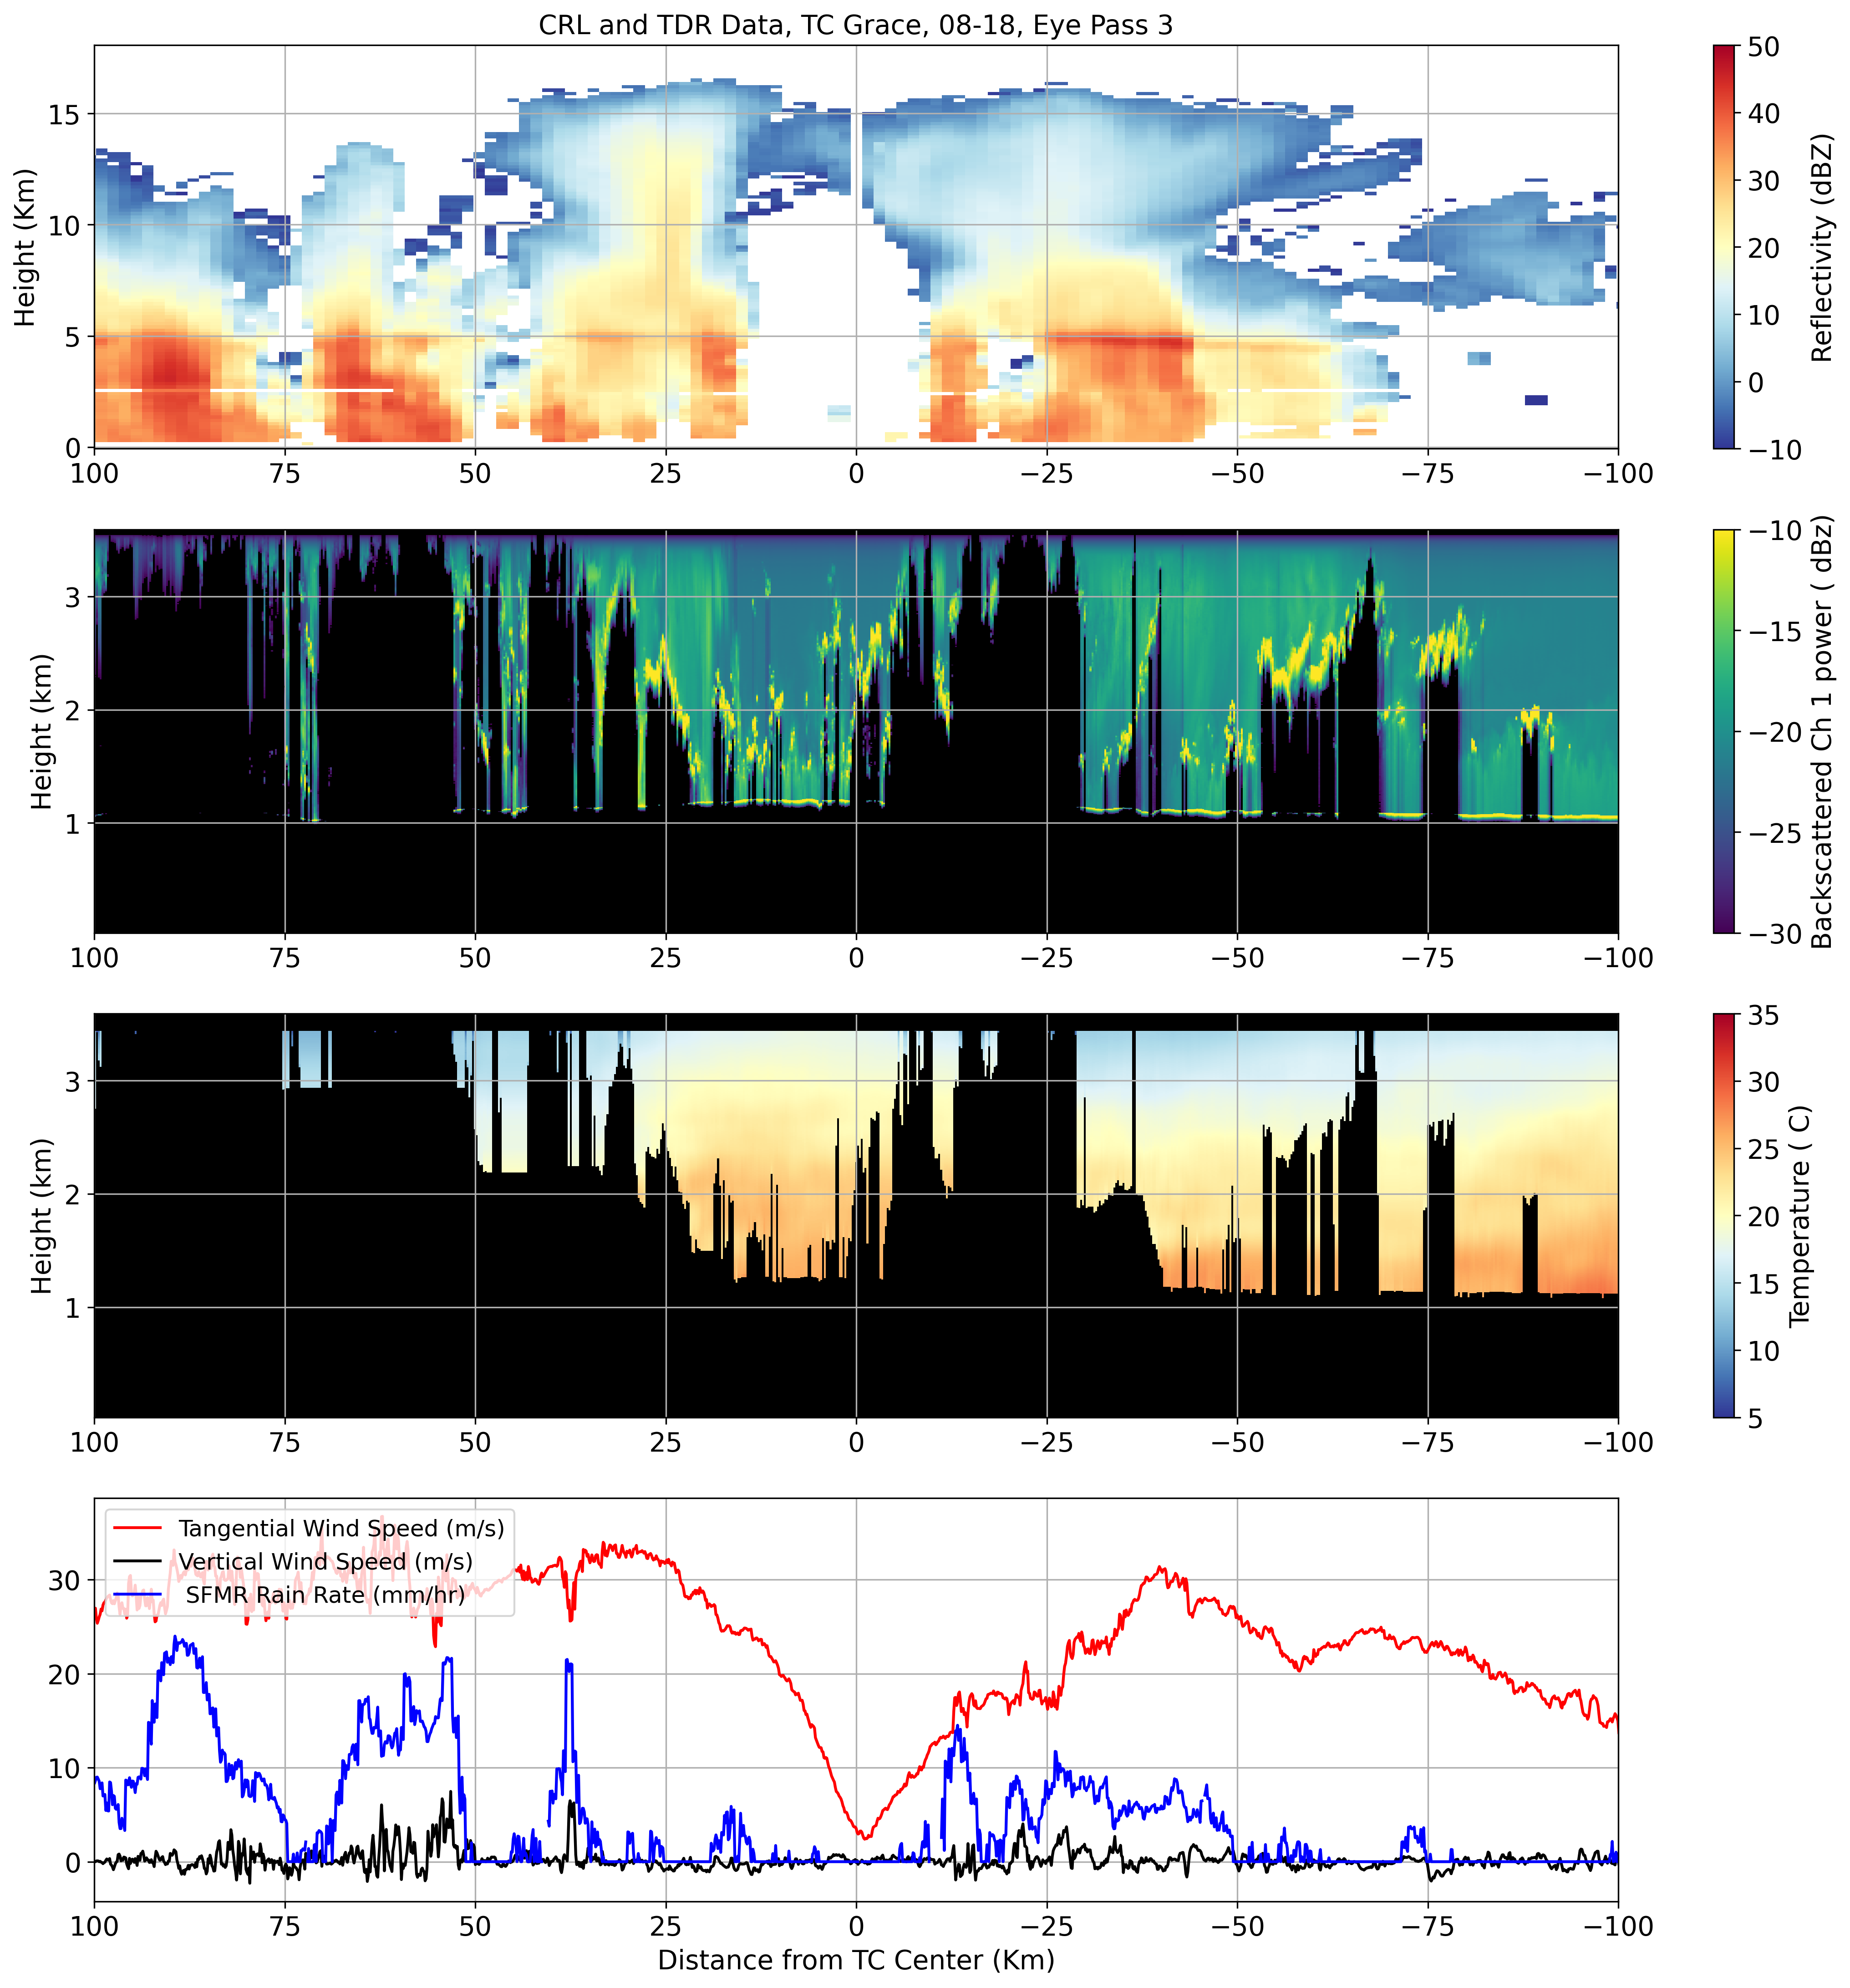 CRL and TDR Data, TC Grace, 08-18, Eye Pass 3
Height (Km)
15
10
5
0
100 75 50 25 0 −25 −50 −75 −100
50
40
30
20
10
0
−10
Reflectivity (dBZ)
Height (km)
3
2
1
100 75 50 25 0 −25 −50 −75 −100
−10
−15
−20
−25
−30
Backscattered Ch 1 power ( dBz)
Height (km)
3
2
1
100 75 50 25 0 −25 −50 −75 −100
35
30
25
20
15
10
5
Temperature ( C)
Tangential Wind Speed (m/s)
Vertical Wind Speed (m/s)
SFMR Rain Rate (mm/hr)
30
20
10
0
100 75 50 25 0 −25 −50 −75 −100
Distance from TC Center (Km)